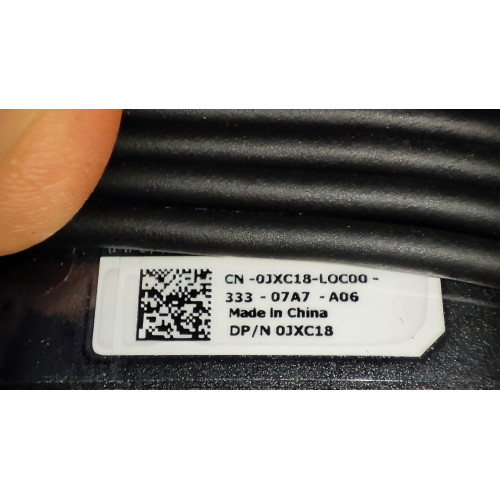 CN -0JXC18-LOC00 -
333 - 07A7 - A06
Made in China
DP/N 0JXC18